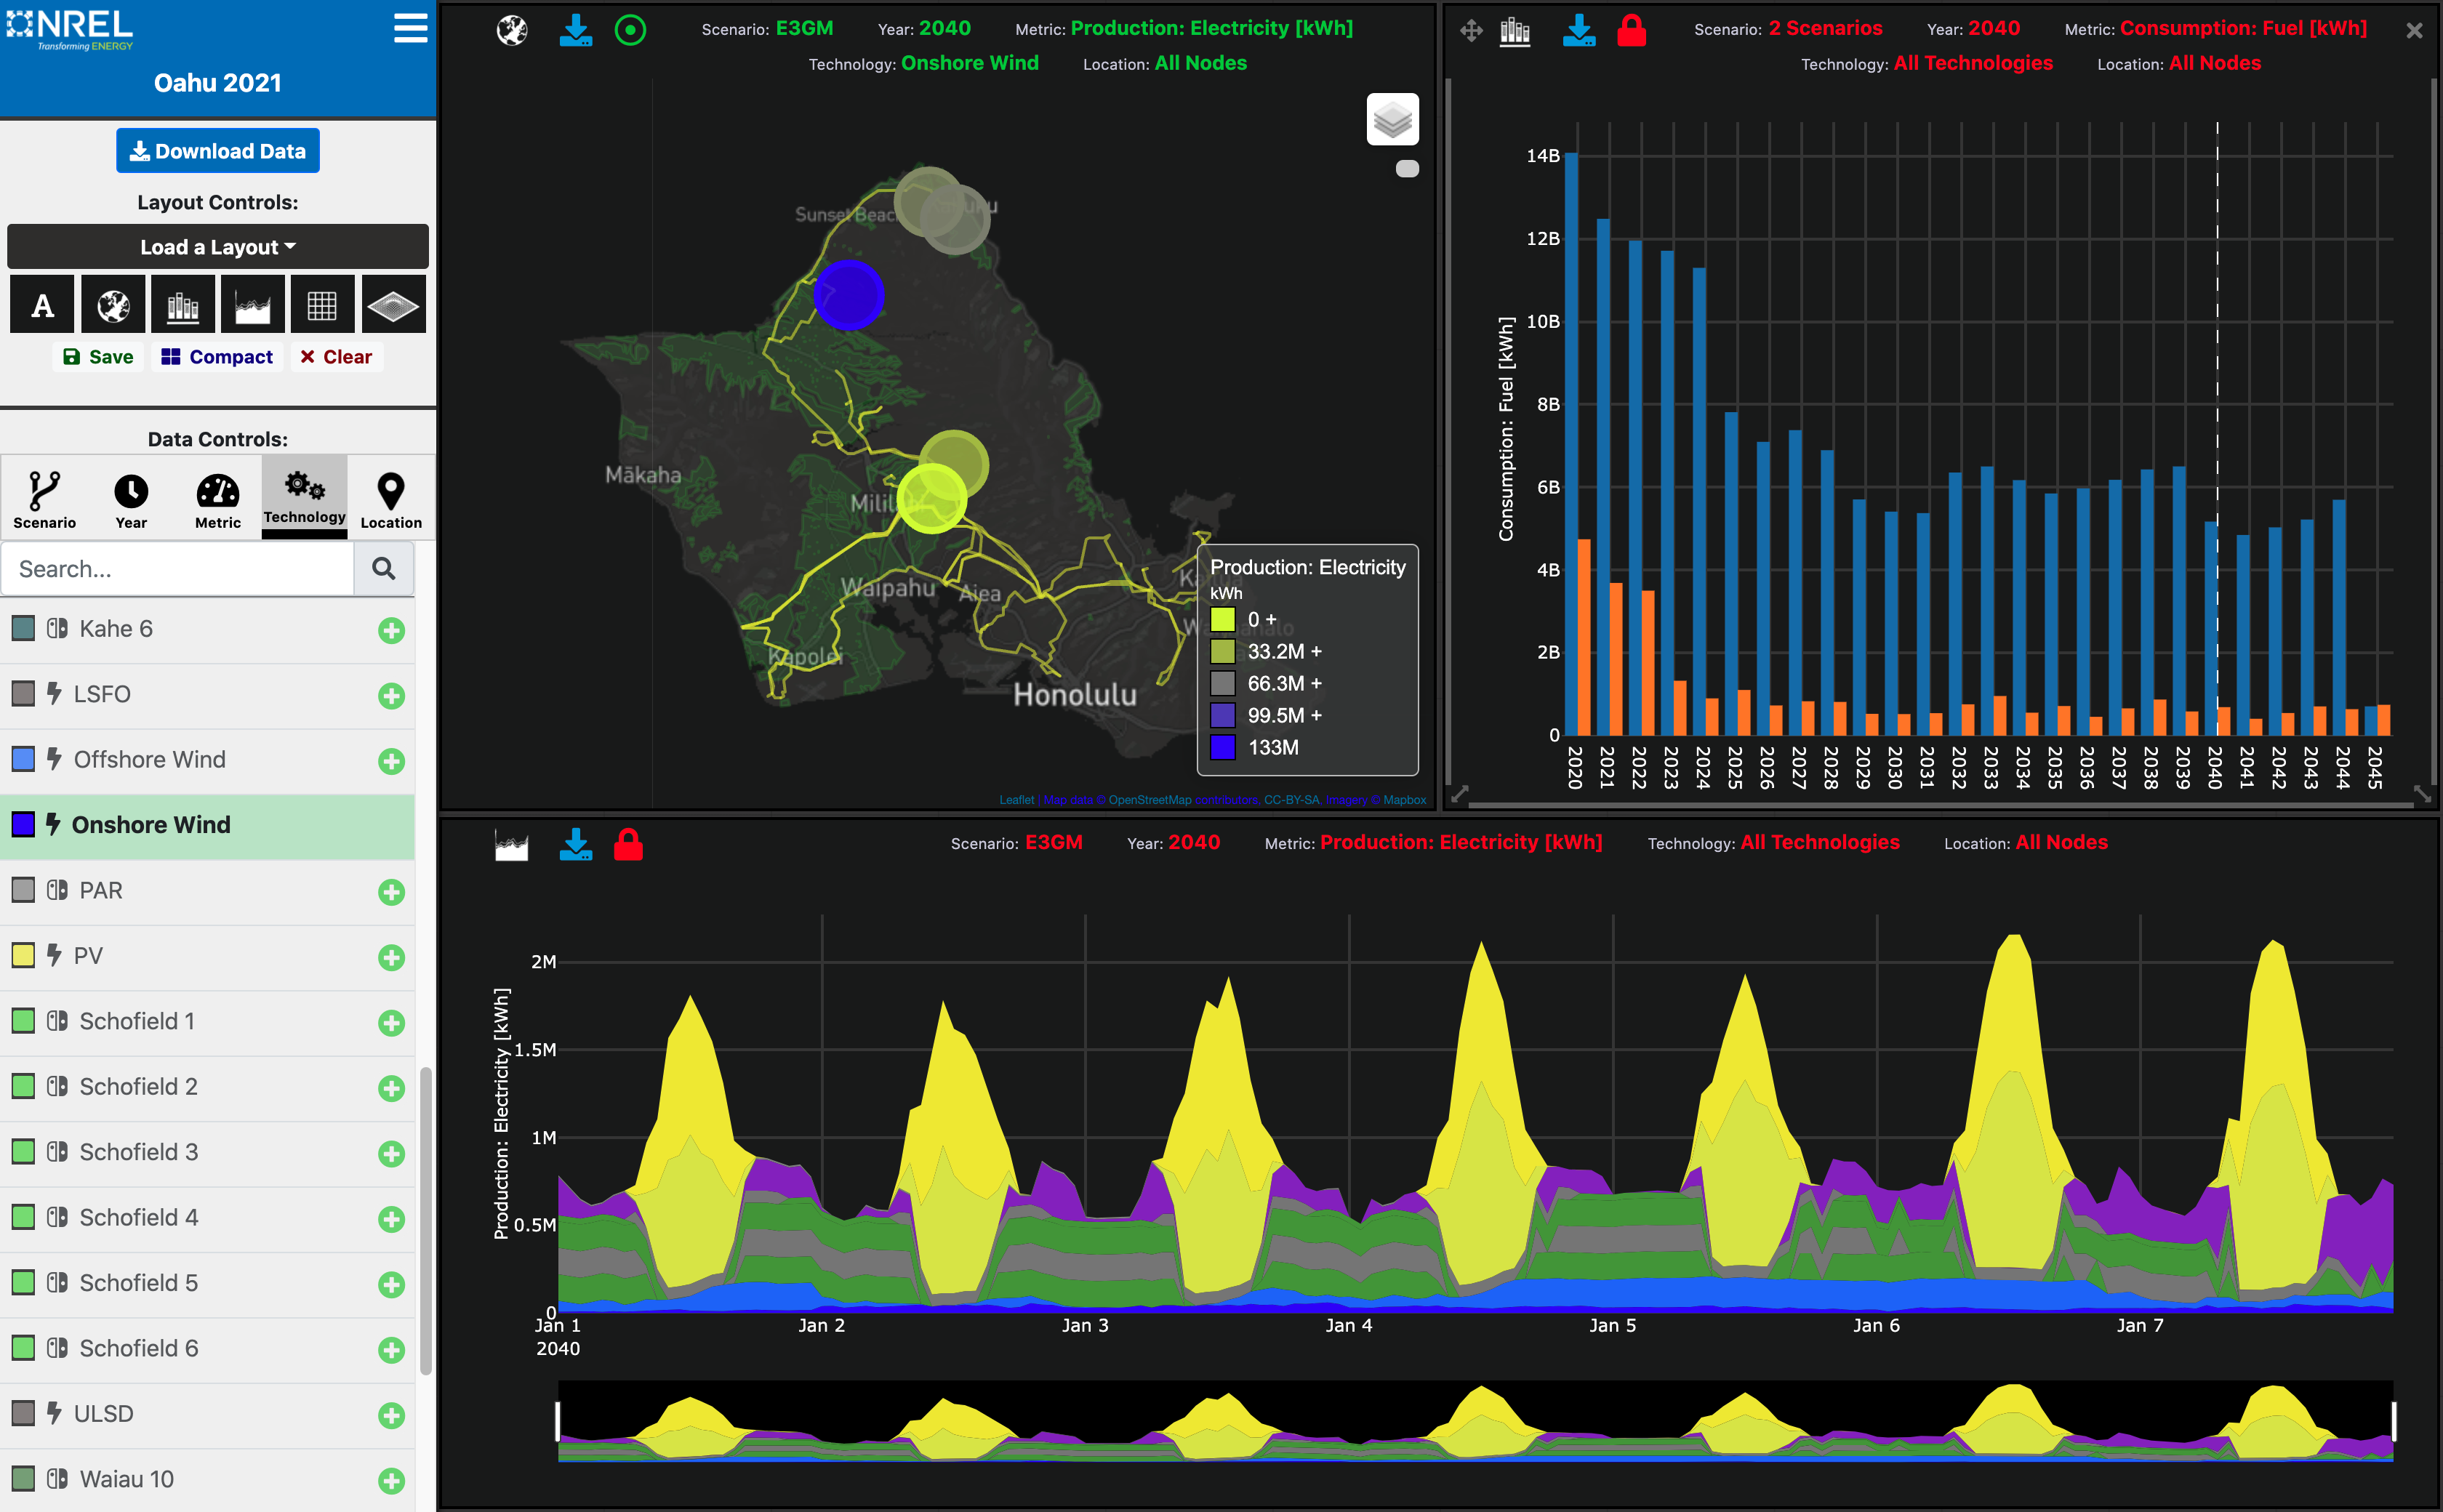 NREL
Transforming ENERGY
Oahu 2021
Download Data
Layout Controls:
Load a Layout
A
Save
Compact
Clear
Data Controls:
Scenario
Year
Metric
Technology
Location
Search...
Kahe 6
LSFO
Offshore Wind
Onshore Wind
PAR
PV
Schofield 1
Schofield 2
Schofield 3
Schofield 4
Schofield 5
Schofield 6
ULSD
Waiau 10
Scenario: E3GM Year: 2040 Metric: Production: Electricity [kWh]
Technology: Onshore Wind Location: All Nodes
Sunset Beach
Mākaha
Waipahu
Aiea
Kapolei
Honolulu
Production: Electricity
kWh
0 +
33.2M +
66.3M +
99.5M +
133M
Leaflet | Map data © OpenStreetMap contributors, CC-BY-SA, Imagery © Mapbox
Scenario: 2 Scenarios Year: 2040 Metric: Consumption: Fuel [kWh]
Technology: All Technologies Location: All Nodes
Consumption: Fuel [kWh]
14B
12B
10B
8B
6B
4B
2B
0
2020 2021 2022 2023 2024 2025 2026 2027 2028 2029 2030 2031 2032 2033 2034 2035 2036 2037 2038 2039 2040 2041 2042 2043 2044 2045
Scenario: E3GM Year: 2040 Metric: Production: Electricity [kWh] Technology: All Technologies Location: All Nodes
Production: Electricity [kWh]
2M
1.5M
1M
0.5M
0
Jan 1 Jan 2 Jan 3 Jan 4 Jan 5 Jan 6 Jan 7
2040